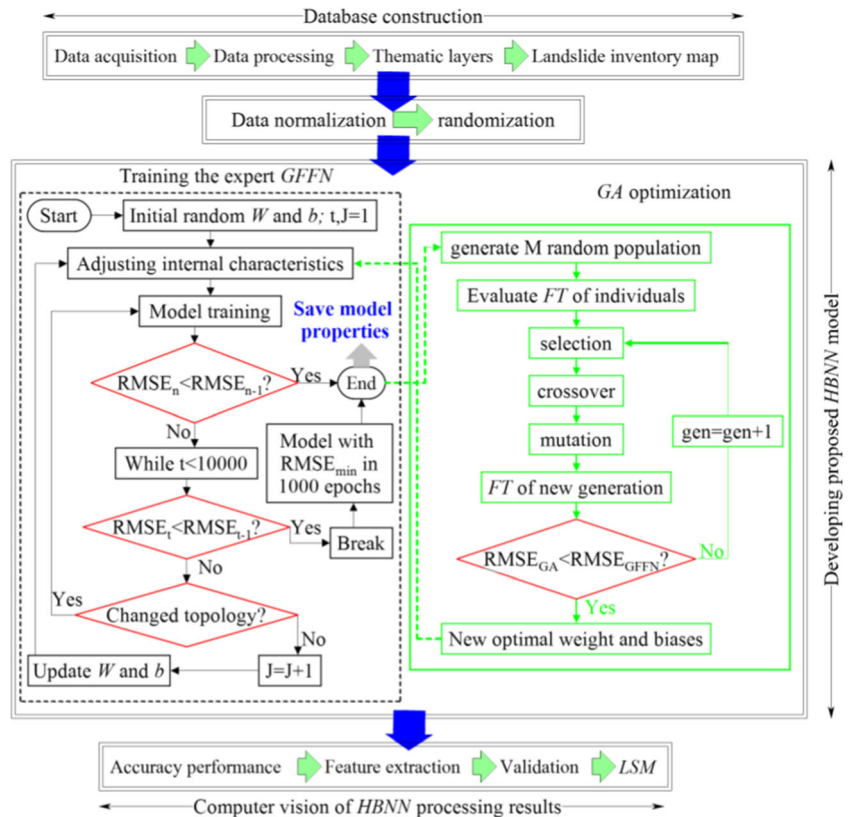 Database construction
Data acquisition Data processing Thematic layers Landslide inventory map
Data normalization randomization
Training the expert GFFN
GA optimization
Start
Initial random W and b; t,J=1
Adjusting internal characteristics
Model training
Save model
properties
RMSEn<RMSEn-1?
Yes
End
No
While t<10000
Model with
RMSEmin in
1000 epochs
RMSEt<RMSEt-1?
Yes
Break
No
Yes
Changed topology?
No
Update W and b
J=J+1
generate M random population
Evaluate FT of individuals
selection
crossover
gen=gen+1
mutation
FT of new generation
RMSEGA<RMSEGFFN?
No
Yes
New optimal weight and biases
Developing proposed HBNN model
Accuracy performance Feature extraction Validation LSM
Computer vision of HBNN processing results